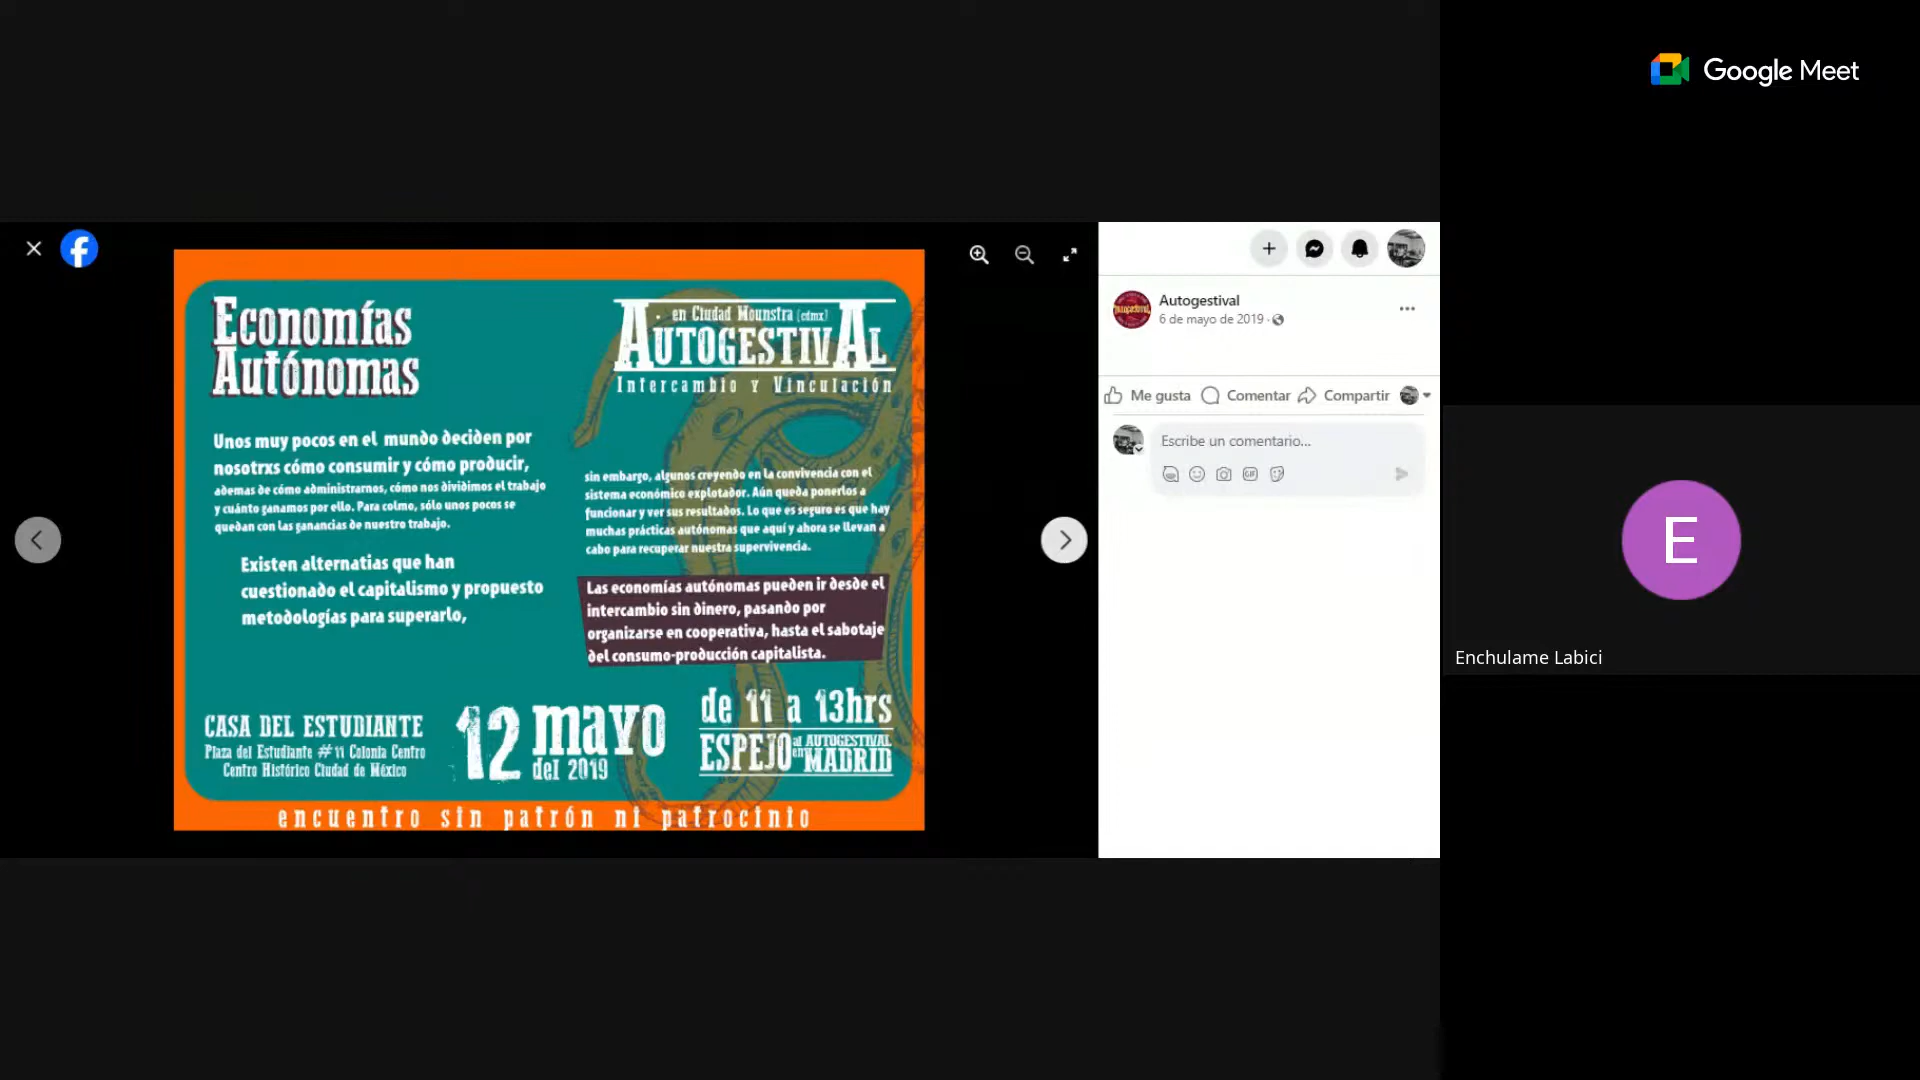 Google Meet
Economías
Autónomas
en Ciudad Mounstra (cdmx)
AUTOGESTIVAL
Intercambio y Vinculación
Unos muy pocos en el mundo deciden por
nosotrxs cómo consumir y cómo producir,
ademas de cómo administrarnos, cómo nos dividimos el trabajo
y cuánto ganamos por ello. Para colmo, sólo unos pocos se
quedan con las ganancias de nuestro trabajo.
Existen alternatias que han
cuestionado el capitalismo y propuesto
metodologías para superarlo,
sin embargo, algunos creyendo en la convivencia con el
sistema económico explotador. Aún queda ponerlos a
funcionar y ver sus resultados. Lo que es seguro es que hay
muchas prácticas autónomas que aquí y ahora se llevan a
cabo para recuperar nuestra supervivencia.
Las economías autónomas pueden ir desde el
intercambio sin dinero, pasando por
organizarse en cooperativa, hasta el sabotaje
del consumo-producción capitalista.
CASA DEL ESTUDIANTE
Plaza del Estudiante #11 Colonia Centro
Centro Histórico Ciudad de México
12 mayo
del 2019
de 11 a 13hrs
ESPEJO al AUTOGESTIVAL
en MADRID
encuentro sin patrón ni patrocinio
Autogestival
6 de mayo de 2019 ·
Me gusta Comentar Compartir
Escribe un comentario...
GIF
E
Enchulame Labici